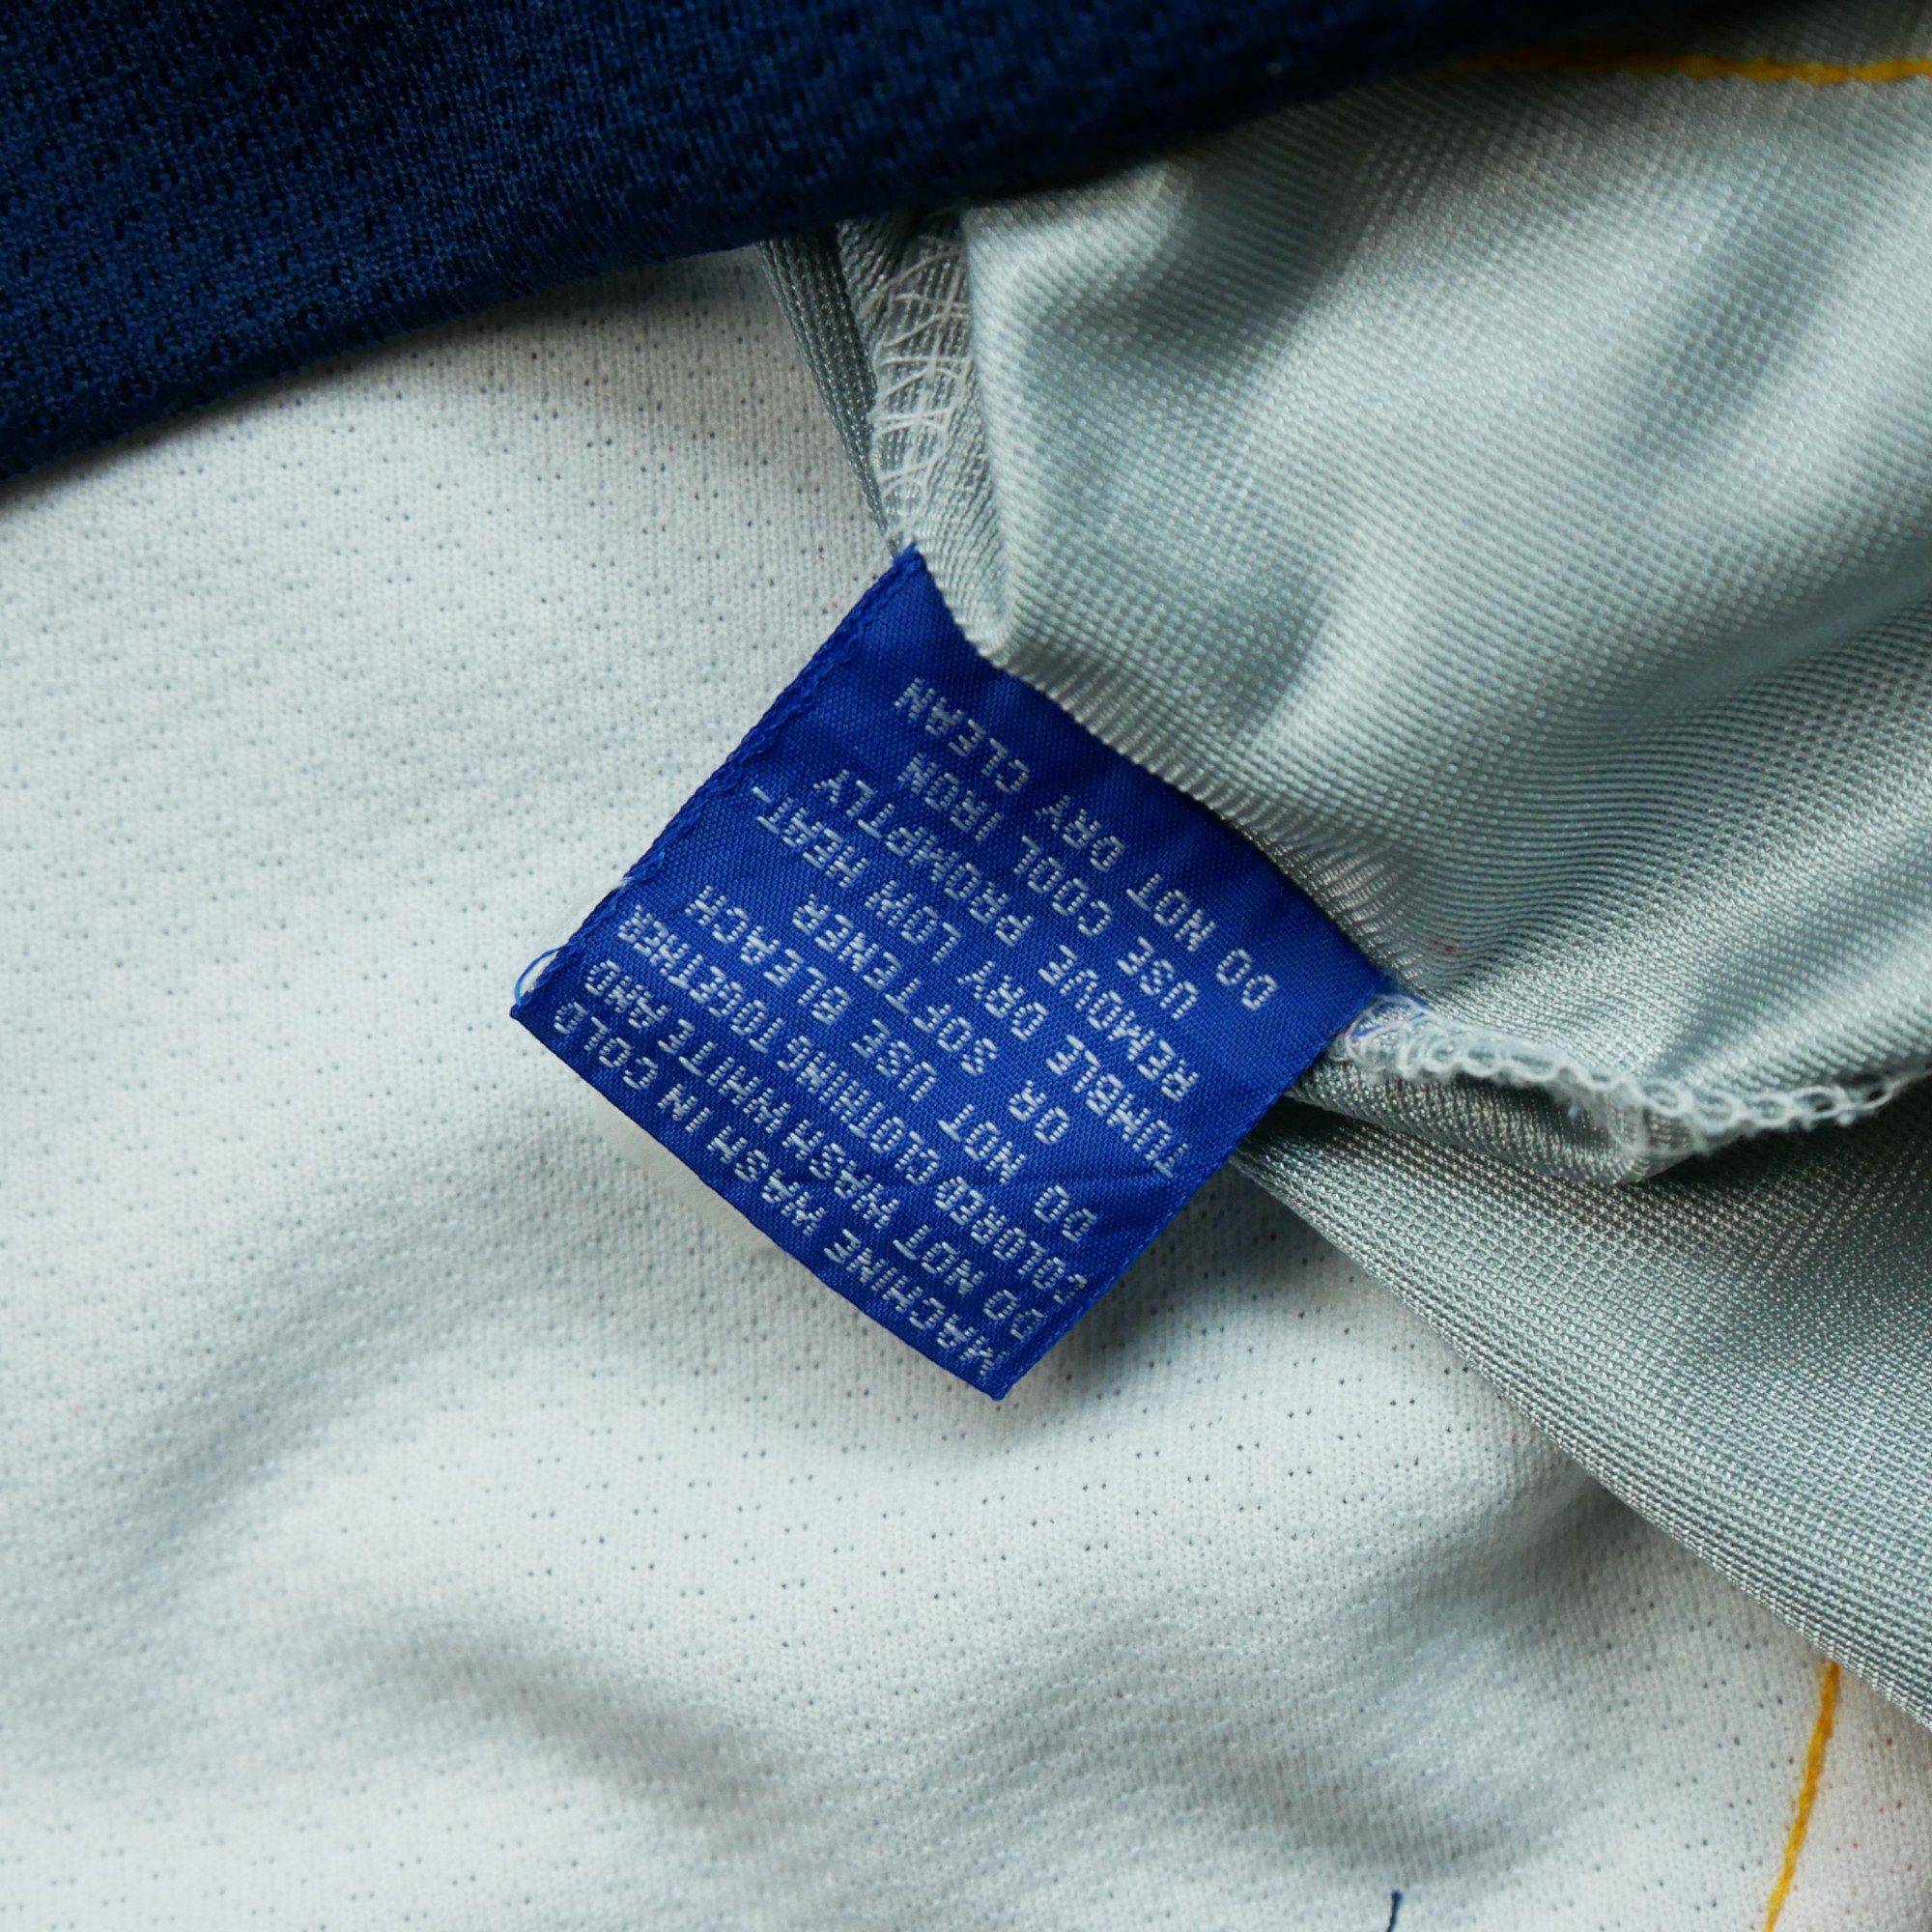 MACHINE WASH IN COLD
DO NOT WASH WHITE AND
COLORED CLOTHING TOGETHER
DO NOT USE BLEACH
OR SOFTENER
TUMBLE DRY LOW HEAT-
REMOVE PROMPTLY
USE COOL IRON
DO NOT DRY CLEAN